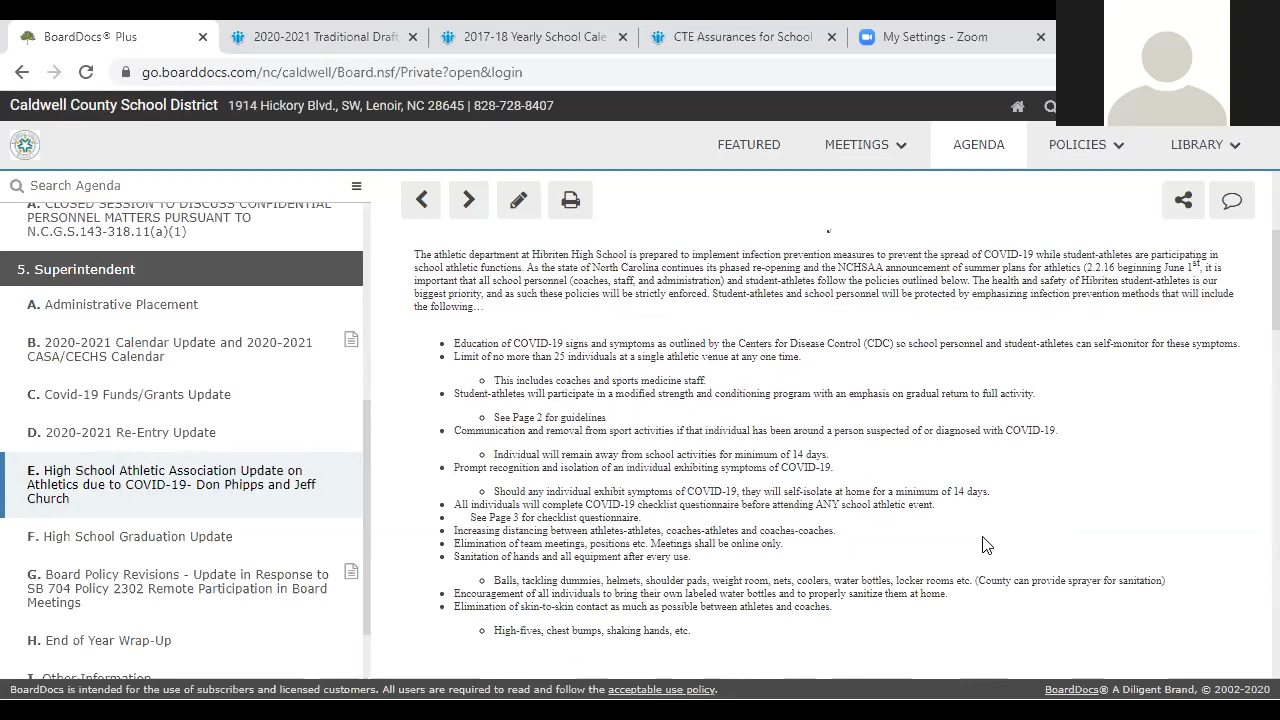 BoardDocs® Plus
2020-2021 Traditional Draft
2017-18 Yearly School Cale
CTE Assurances for School
My Settings - Zoom
go.boarddocs.com/nc/caldwell/Board.nsf/Private?open&login
Caldwell County School District 1914 Hickory Blvd., SW, Lenoir, NC 28645 | 828-728-8407
FEATURED MEETINGS AGENDA POLICIES LIBRARY
Search Agenda
A. CLOSED SESSION TO DISCUSS CONFIDENTIAL
PERSONNEL MATTERS PURSUANT TO
N.C.G.S.143-318.11(a)(1)
5. Superintendent
A. Administrative Placement
B. 2020-2021 Calendar Update and 2020-2021
CASA/CECHS Calendar
C. Covid-19 Funds/Grants Update
D. 2020-2021 Re-Entry Update
E. High School Athletic Association Update on
Athletics due to COVID-19- Don Phipps and Jeff
Church
F. High School Graduation Update
G. Board Policy Revisions - Update in Response to
SB 704 Policy 2302 Remote Participation in Board
Meetings
H. End of Year Wrap-Up
I. Other Information
The athletic department at Hibriten High School is prepared to implement infection prevention measures to prevent the spread of COVID-19 while student-athletes are participating in
school athletic functions. As the state of North Carolina continues its phased re-opening and the NCHSAA announcement of summer plans for athletics (2.2.16 beginning June 1st, it is
important that all school personnel (coaches, staff, and administration) and student-athletes follow the policies outlined below. The health and safety of Hibriten student-athletes is our
biggest priority, and as such these policies will be strictly enforced. Student-athletes and school personnel will be protected by emphasizing infection prevention methods that will include
the following…
Education of COVID-19 signs and symptoms as outlined by the Centers for Disease Control (CDC) so school personnel and student-athletes can self-monitor for these symptoms.
Limit of no more than 25 individuals at a single athletic venue at any one time.
This includes coaches and sports medicine staff.
Student-athletes will participate in a modified strength and conditioning program with an emphasis on gradual return to full activity.
See Page 2 for guidelines
Communication and removal from sport activities if that individual has been around a person suspected of or diagnosed with COVID-19.
Individual will remain away from school activities for minimum of 14 days.
Prompt recognition and isolation of an individual exhibiting symptoms of COVID-19.
Should any individual exhibit symptoms of COVID-19, they will self-isolate at home for a minimum of 14 days.
All individuals will complete COVID-19 checklist questionnaire before attending ANY school athletic event.
See Page 3 for checklist questionnaire.
Increasing distancing between athletes-athletes, coaches-athletes and coaches-coaches.
Elimination of team meetings, positions etc. Meetings shall be online only.
Sanitation of hands and all equipment after every use.
Balls, tackling dummies, helmets, shoulder pads, weight room, nets, coolers, water bottles, locker rooms etc. (County can provide sprayer for sanitation)
Encouragement of all individuals to bring their own labeled water bottles and to properly sanitize them at home.
Elimination of skin-to-skin contact as much as possible between athletes and coaches.
High-fives, chest bumps, shaking hands, etc.
BoardDocs is intended for the use of subscribers and licensed customers. All users are required to read and follow the acceptable use policy.
BoardDocs® A Diligent Brand, © 2002-2020